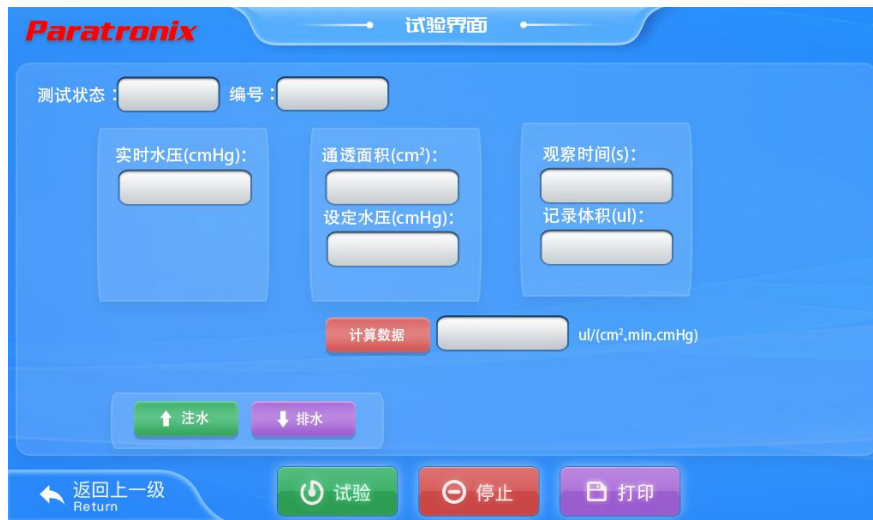 Paratronix
试验界面
测试状态： 编号：
实时水压(cmHg): 通透面积(cm²): 观察时间(s):
设定水压(cmHg): 记录体积(ul):
计算数据 ul/(cm².min.cmHg)
注水 排水
返回上一级
Return
试验 停止 打印